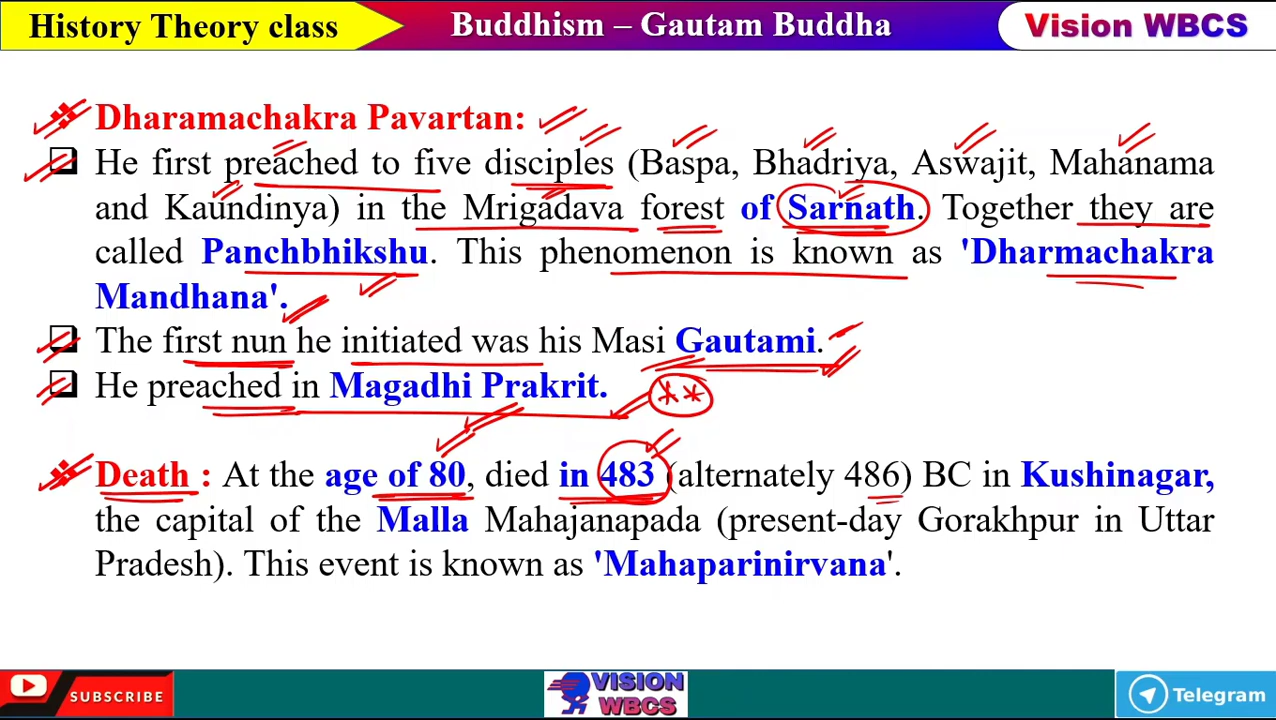 History Theory class
Buddhism – Gautam Buddha
Vision WBCS
Dharamachakra Pavartan:
He first preached to five disciples (Baspa, Bhadriya, Aswajit, Mahanama
and Kaundinya) in the Mrigadava forest of Sarnath. Together they are
called Panchbhikshu. This phenomenon is known as 'Dharmachakra
Mandhana'.
The first nun he initiated was his Masi Gautami.
He preached in Magadhi Prakrit.
**
Death : At the age of 80, died in 483 (alternately 486) BC in Kushinagar,
the capital of the Malla Mahajanapada (present-day Gorakhpur in Uttar
Pradesh). This event is known as 'Mahaparinirvana'.
SUBSCRIBE
VISION
WBCS
Telegram